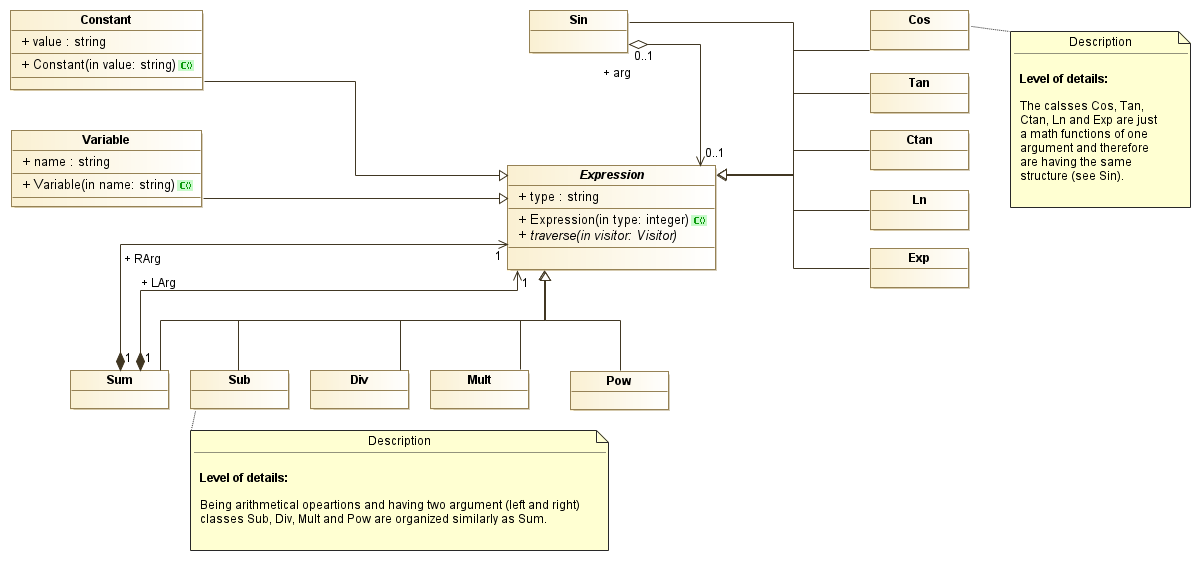 Constant
+ value : string
+ Constant(in value: string) C()
Variable
+ name : string
+ Variable(in name: string) C()
Sin
0..1
+ arg
0..1
Expression
+ type : string
+ Expression(in type: integer) C()
+ traverse(in visitor: Visitor)
1
+ RArg
+ LArg
1
1
1
Sum
Sub
Div
Mult
Pow
Cos
Tan
Ctan
Ln
Exp
Description
Level of details:
The calsses Cos, Tan,
Ctan, Ln and Exp are just
a math functions of one
argument and therefore
are having the same
structure (see Sin).
Description
Level of details:
Being arithmetical opeartions and having two argument (left and right)
classes Sub, Div, Mult and Pow are organized similarly as Sum.